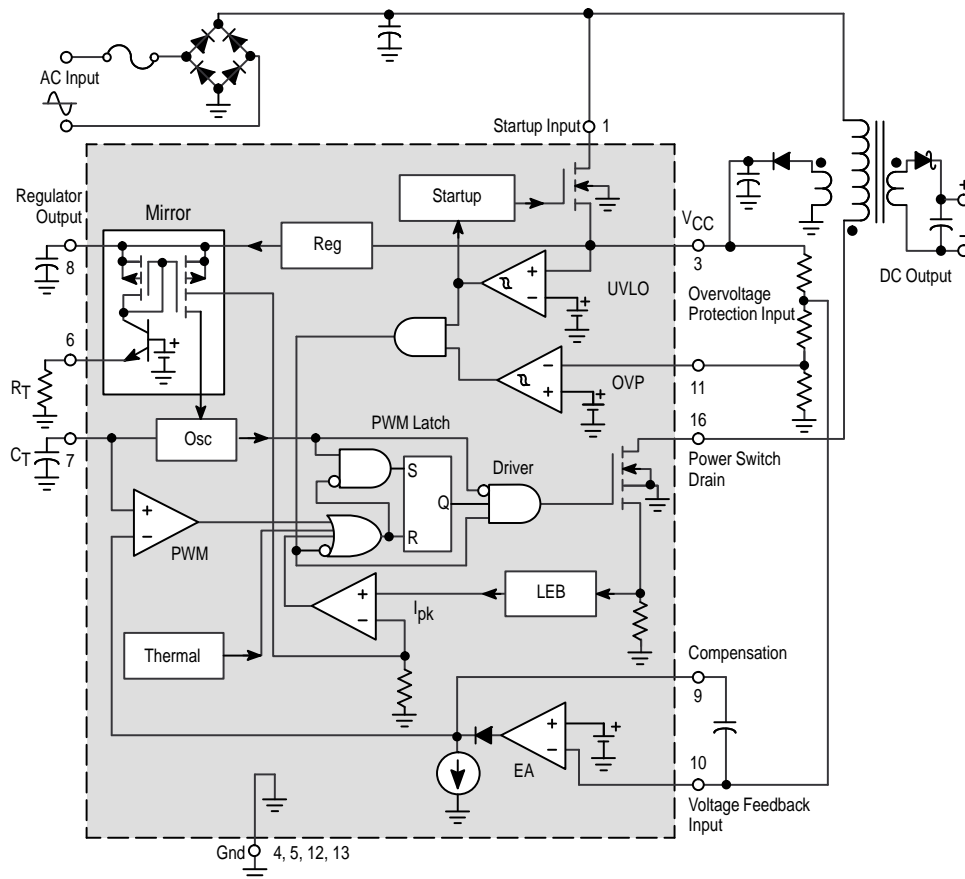 AC Input
Startup Input
1
Regulator
Output
8
Mirror
Startup
Reg
VCC
3
UVLO
+
−
+
DC Output
+
−
Overvoltage
Protection Input
6
+
RT
OVP
−
+
+
11
16
CT
7
Osc
PWM Latch
Driver
Power Switch
Drain
S
Q
R
+
−
PWM
LEB
Ipk
+
−
Thermal
Compensation
9
EA
+
−
+
10
Voltage Feedback
Input
Gnd
4, 5, 12, 13